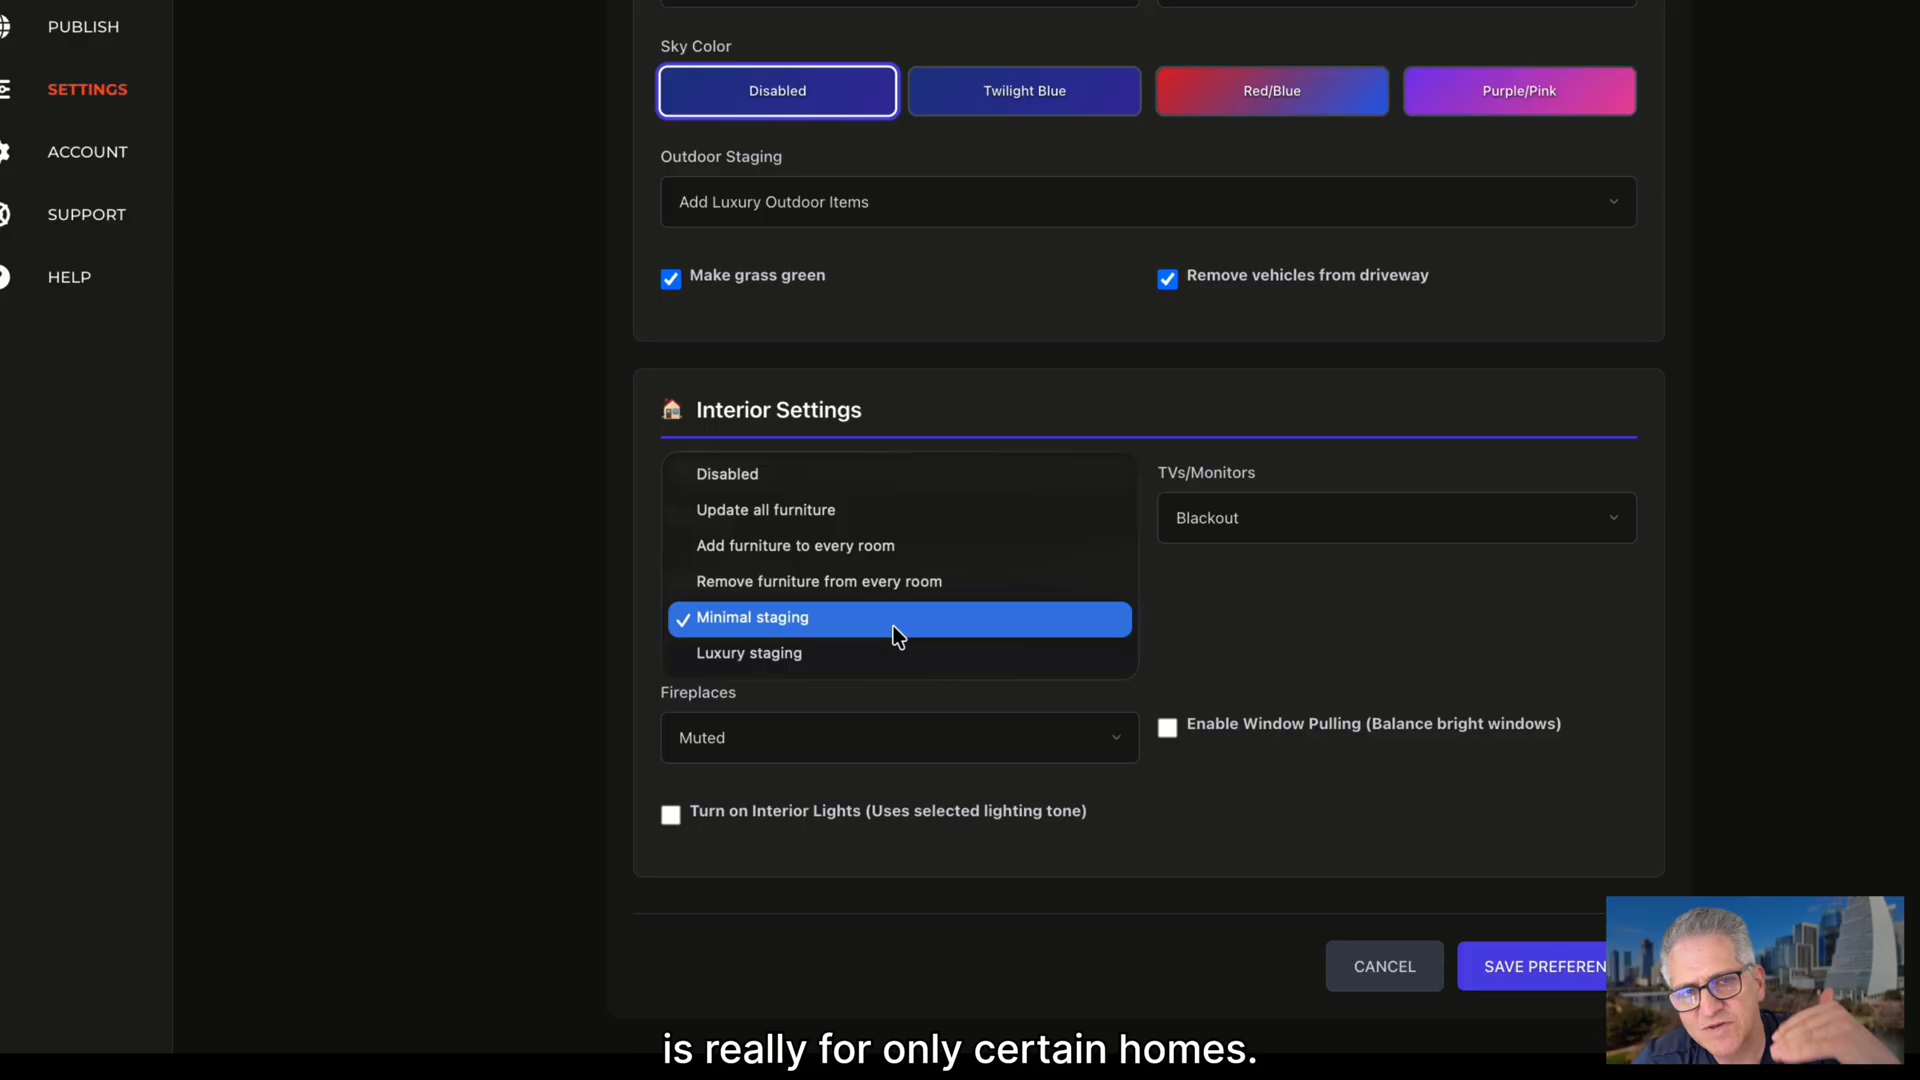 PUBLISH
SETTINGS
ACCOUNT
SUPPORT
HELP
Sky Color
Disabled
Twilight Blue
Red/Blue
Purple/Pink
Outdoor Staging
Add Luxury Outdoor Items
Make grass green
Remove vehicles from driveway
Interior Settings
Disabled
Update all furniture
Add furniture to every room
Remove furniture from every room
Minimal staging
Luxury staging
TVs/Monitors
Blackout
Fireplaces
Muted
Enable Window Pulling (Balance bright windows)
Turn on Interior Lights (Uses selected lighting tone)
CANCEL
SAVE PREFEREN
is really for only certain homes.